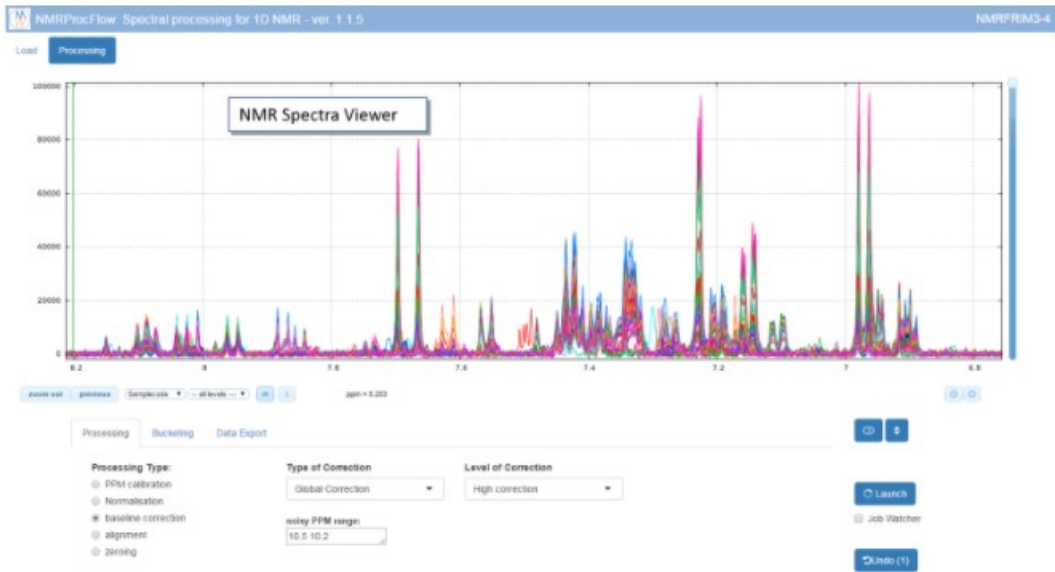 NMRProcFlow: Spectral processing for 1D NMR - ver. 1.1.5
NMRFRIM3-4
Load Processing
NMR Spectra Viewer
100000
80000
60000
40000
20000
0
8.2 8 7.8 7.6 7.4 7.2 7 6.8
zoom out previous Samplecode -- all levels --- ppm = 8.203
Processing Bucketing Data Export
Processing Type: Type of Correction Level of Correction
PPM calibration Global Correction High correction
Normalisation
baseline correction noisy PPM range:
alignment 10.5 10.2
zeroing
Launch
Job Watcher
Undo (1)